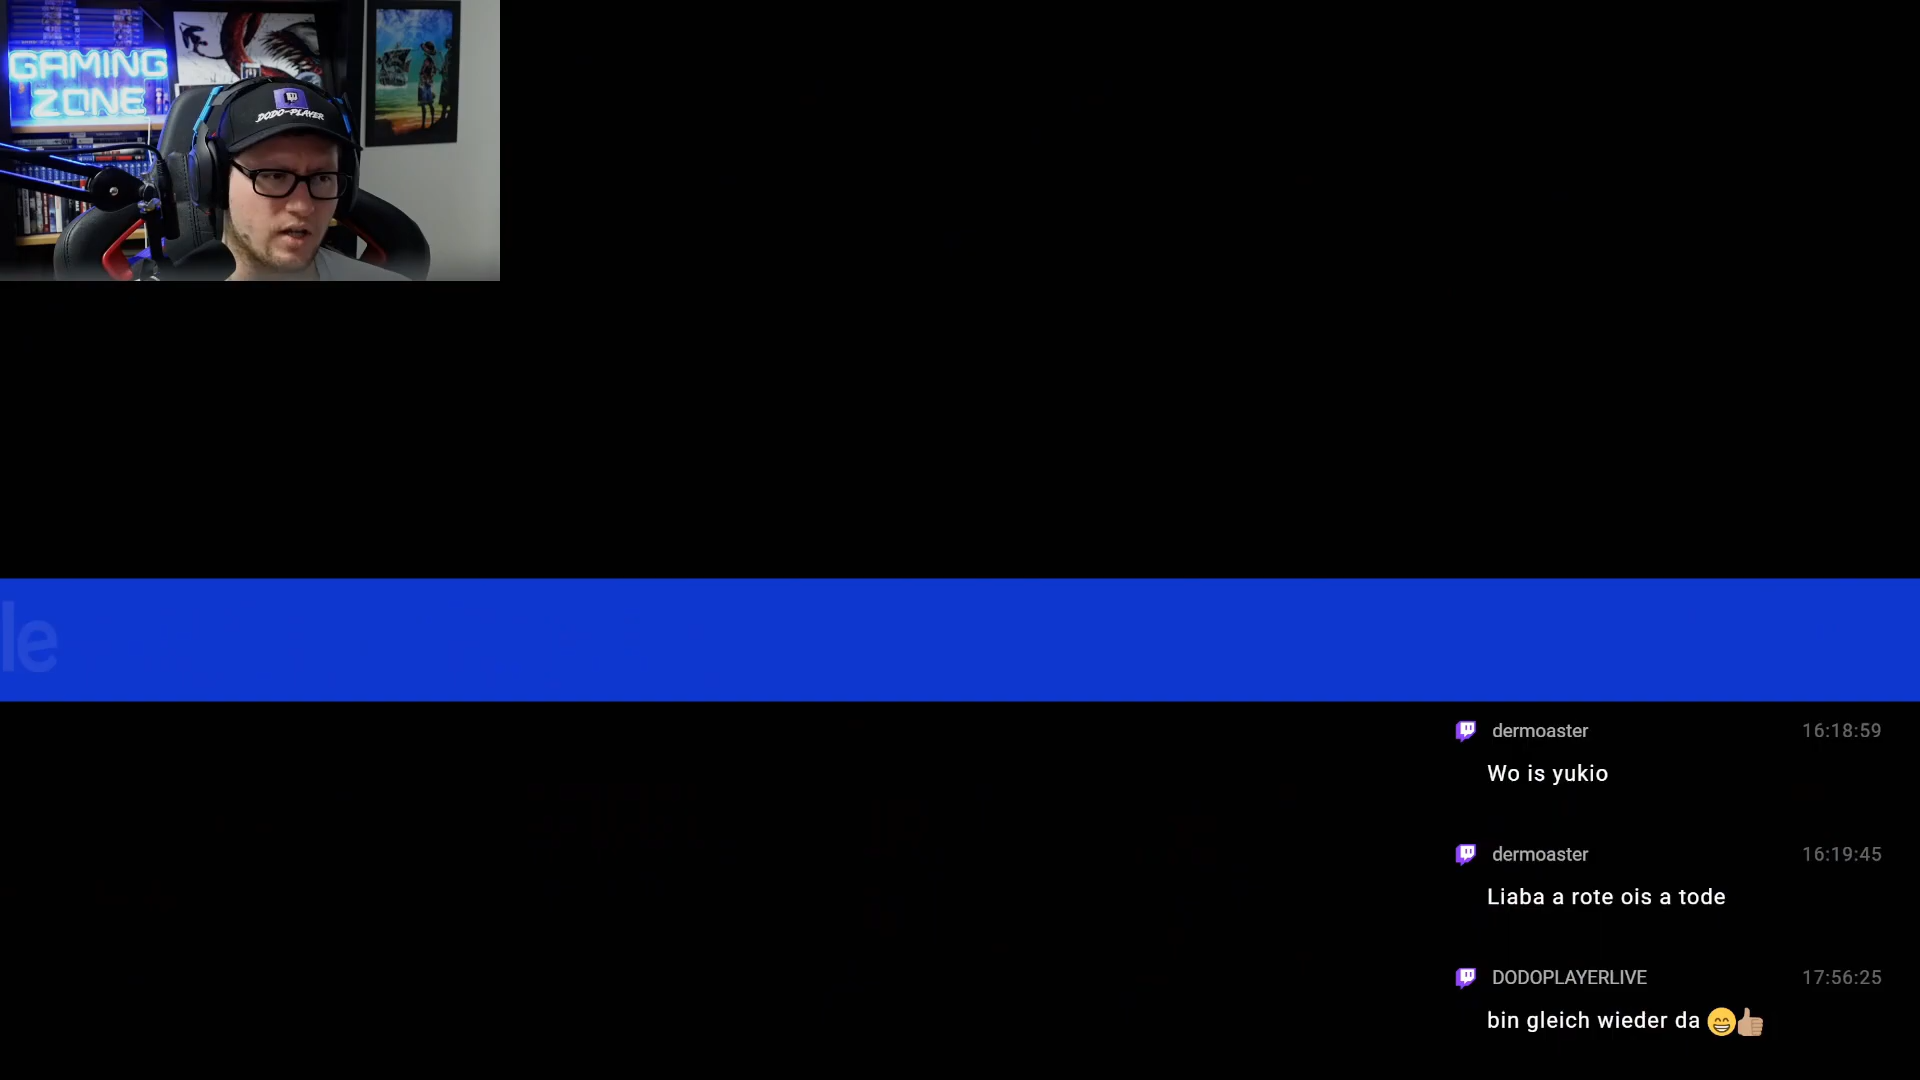 GAMING
ZONE
DODO-PLAYER
le
dermoaster 16:18:59
Wo is yukio
dermoaster 16:19:45
Liaba a rote ois a tode
DODOPLAYERLIVE 17:56:25
bin gleich wieder da 😁👍🏼